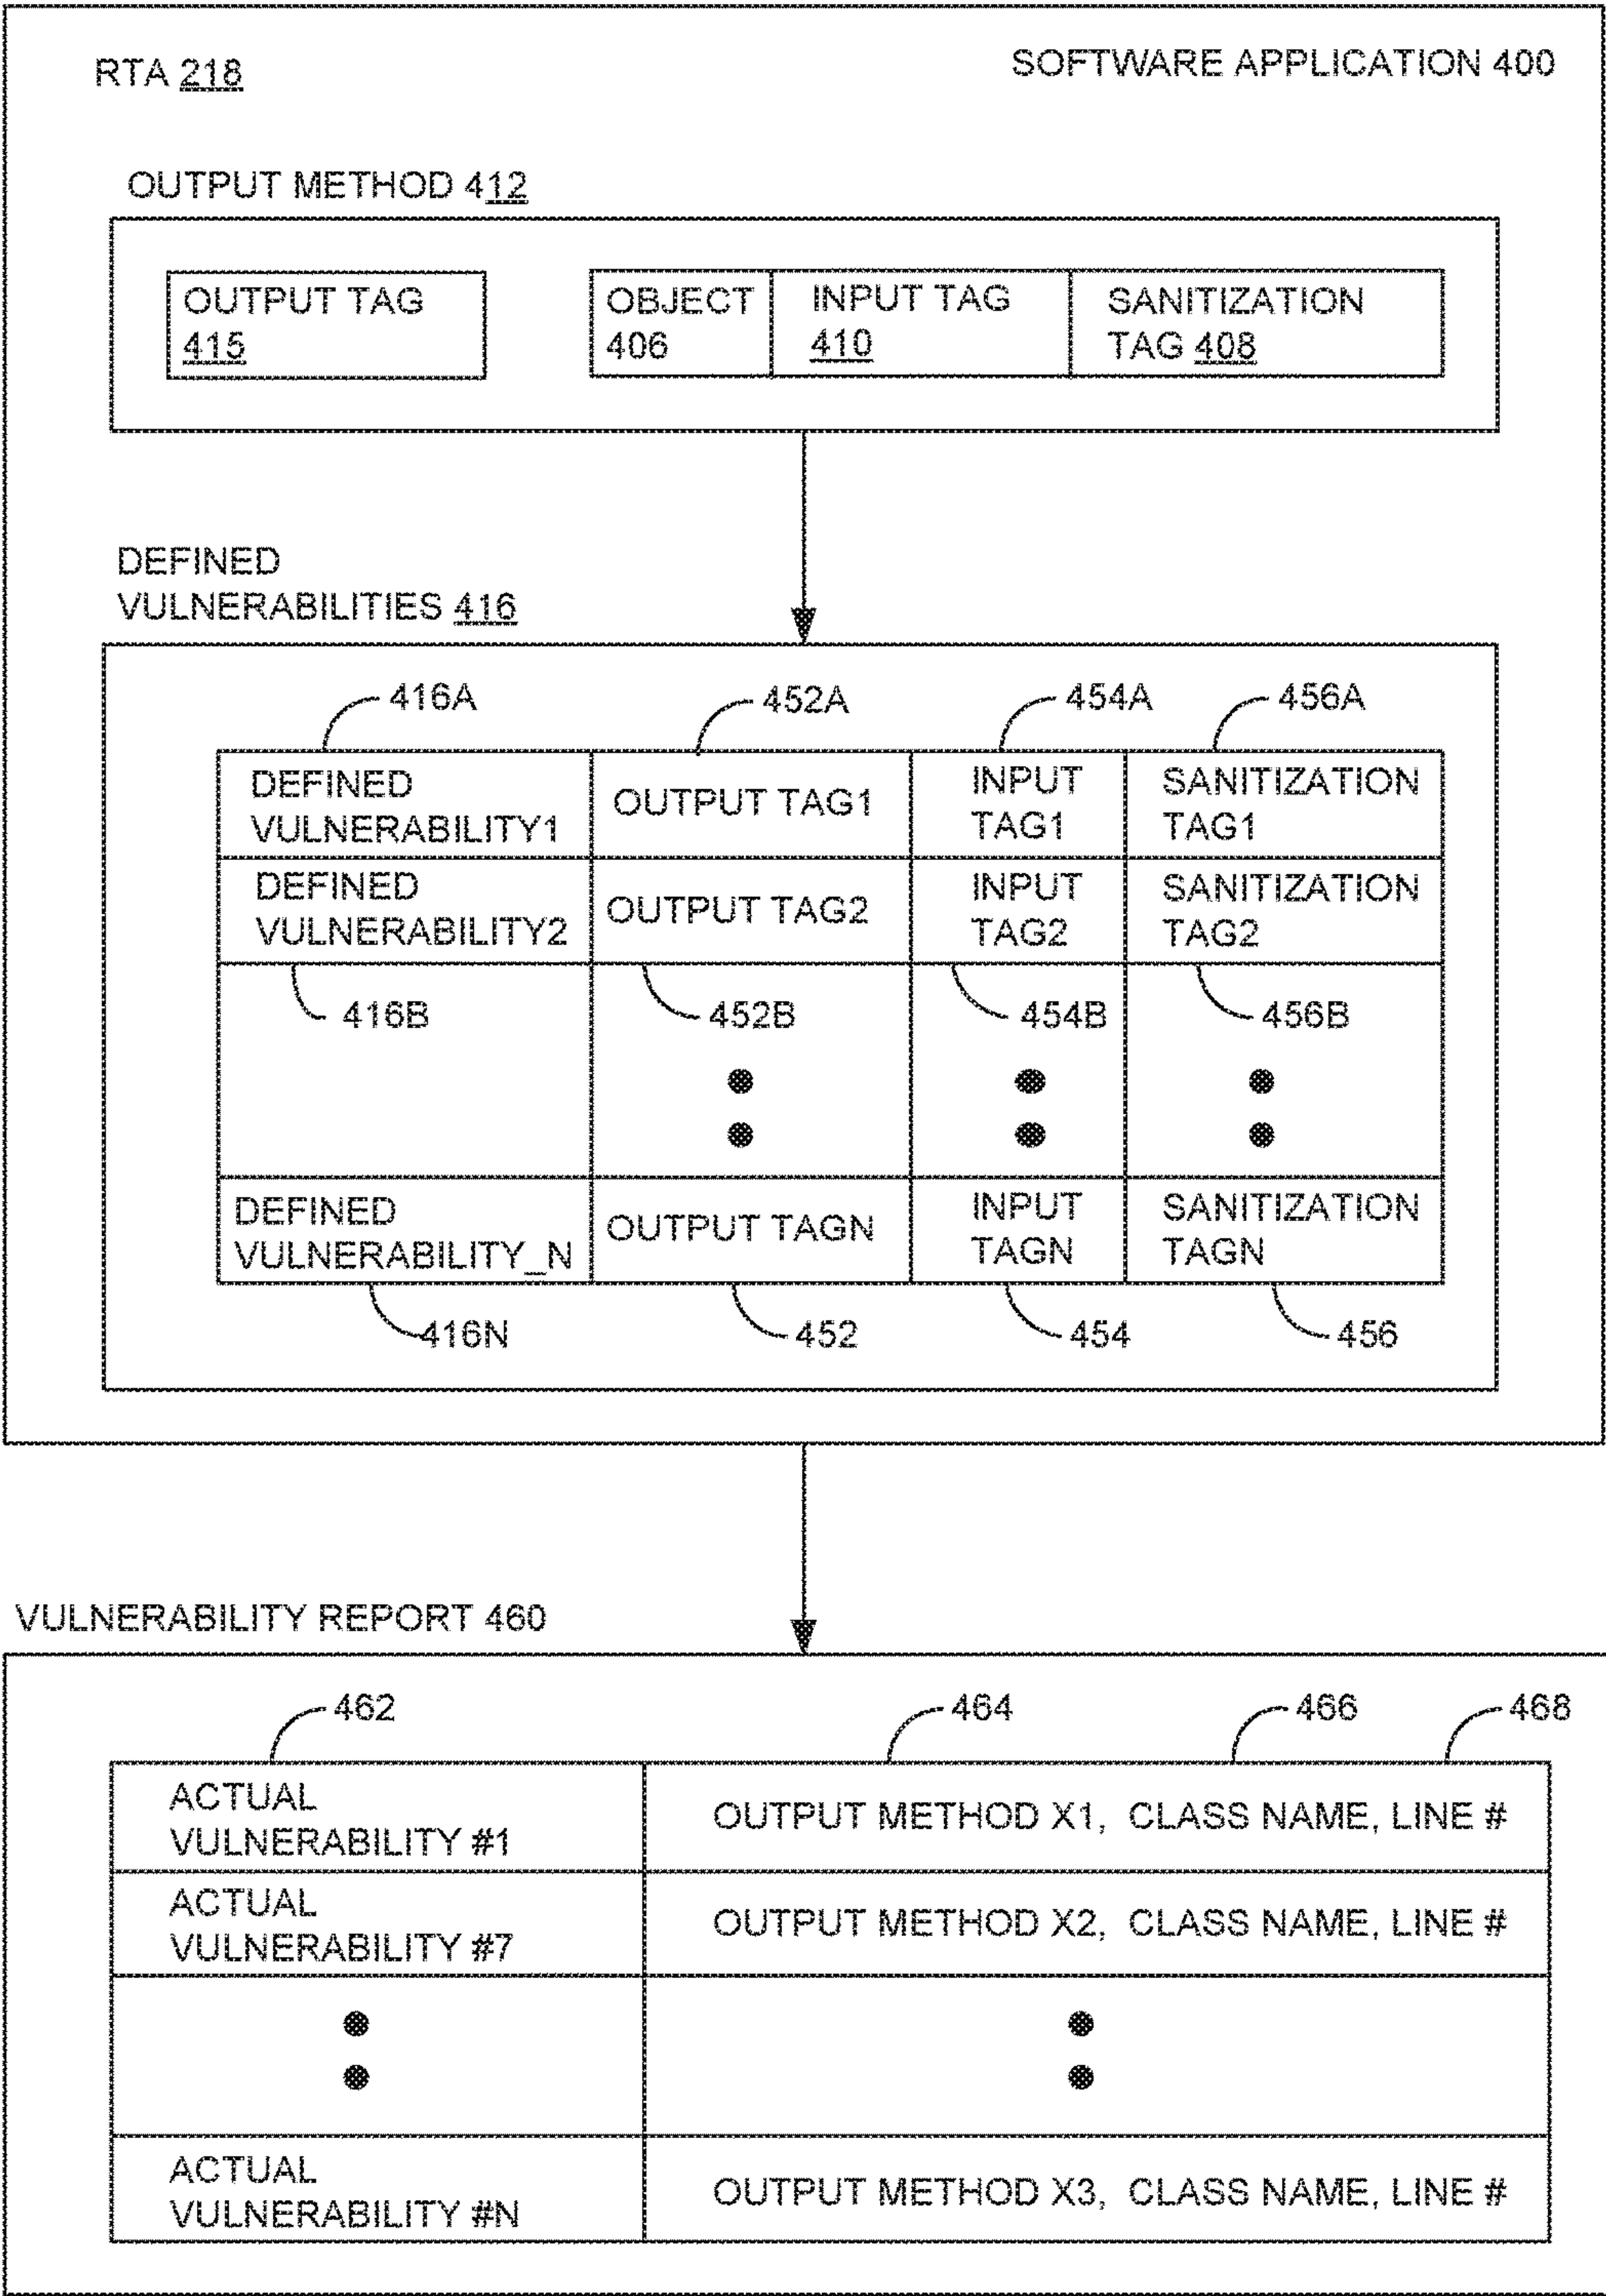 RTA 218
SOFTWARE APPLICATION 400
OUTPUT METHOD 412
OUTPUT TAG
415
OBJECT
406
INPUT TAG
410
SANITIZATION
TAG 408
DEFINED
VULNERABILITIES 416
416A
452A
454A
456A
DEFINED
VULNERABILITY1
OUTPUT TAG1
INPUT
TAG1
SANITIZATION
TAG1
DEFINED
VULNERABILITY2
OUTPUT TAG2
INPUT
TAG2
SANITIZATION
TAG2
416B
452B
454B
456B
DEFINED
VULNERABILITY_N
OUTPUT TAGN
INPUT
TAGN
SANITIZATION
TAGN
416N
452
454
456
VULNERABILITY REPORT 460
462
464
466
468
ACTUAL
VULNERABILITY #1
OUTPUT METHOD X1, CLASS NAME, LINE #
ACTUAL
VULNERABILITY #7
OUTPUT METHOD X2, CLASS NAME, LINE #
ACTUAL
VULNERABILITY #N
OUTPUT METHOD X3, CLASS NAME, LINE #